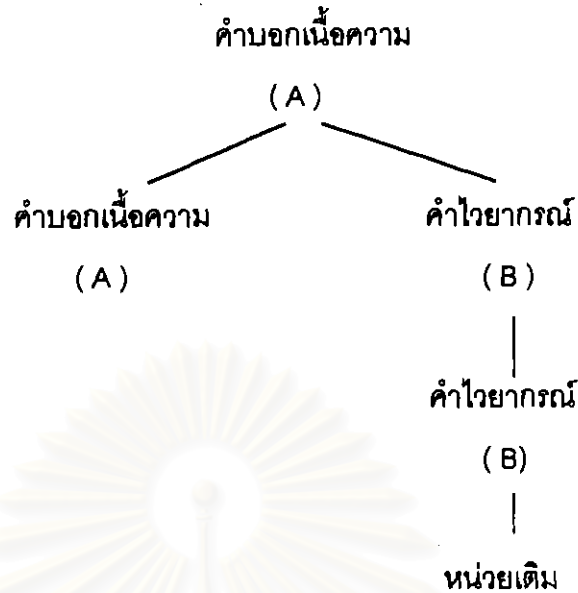 คำบอกเนื้อความ
(A)
คำบอกเนื้อความ คำไวยากรณ์
(A) (B)
คำไวยากรณ์
(B)
หน่วยเติม